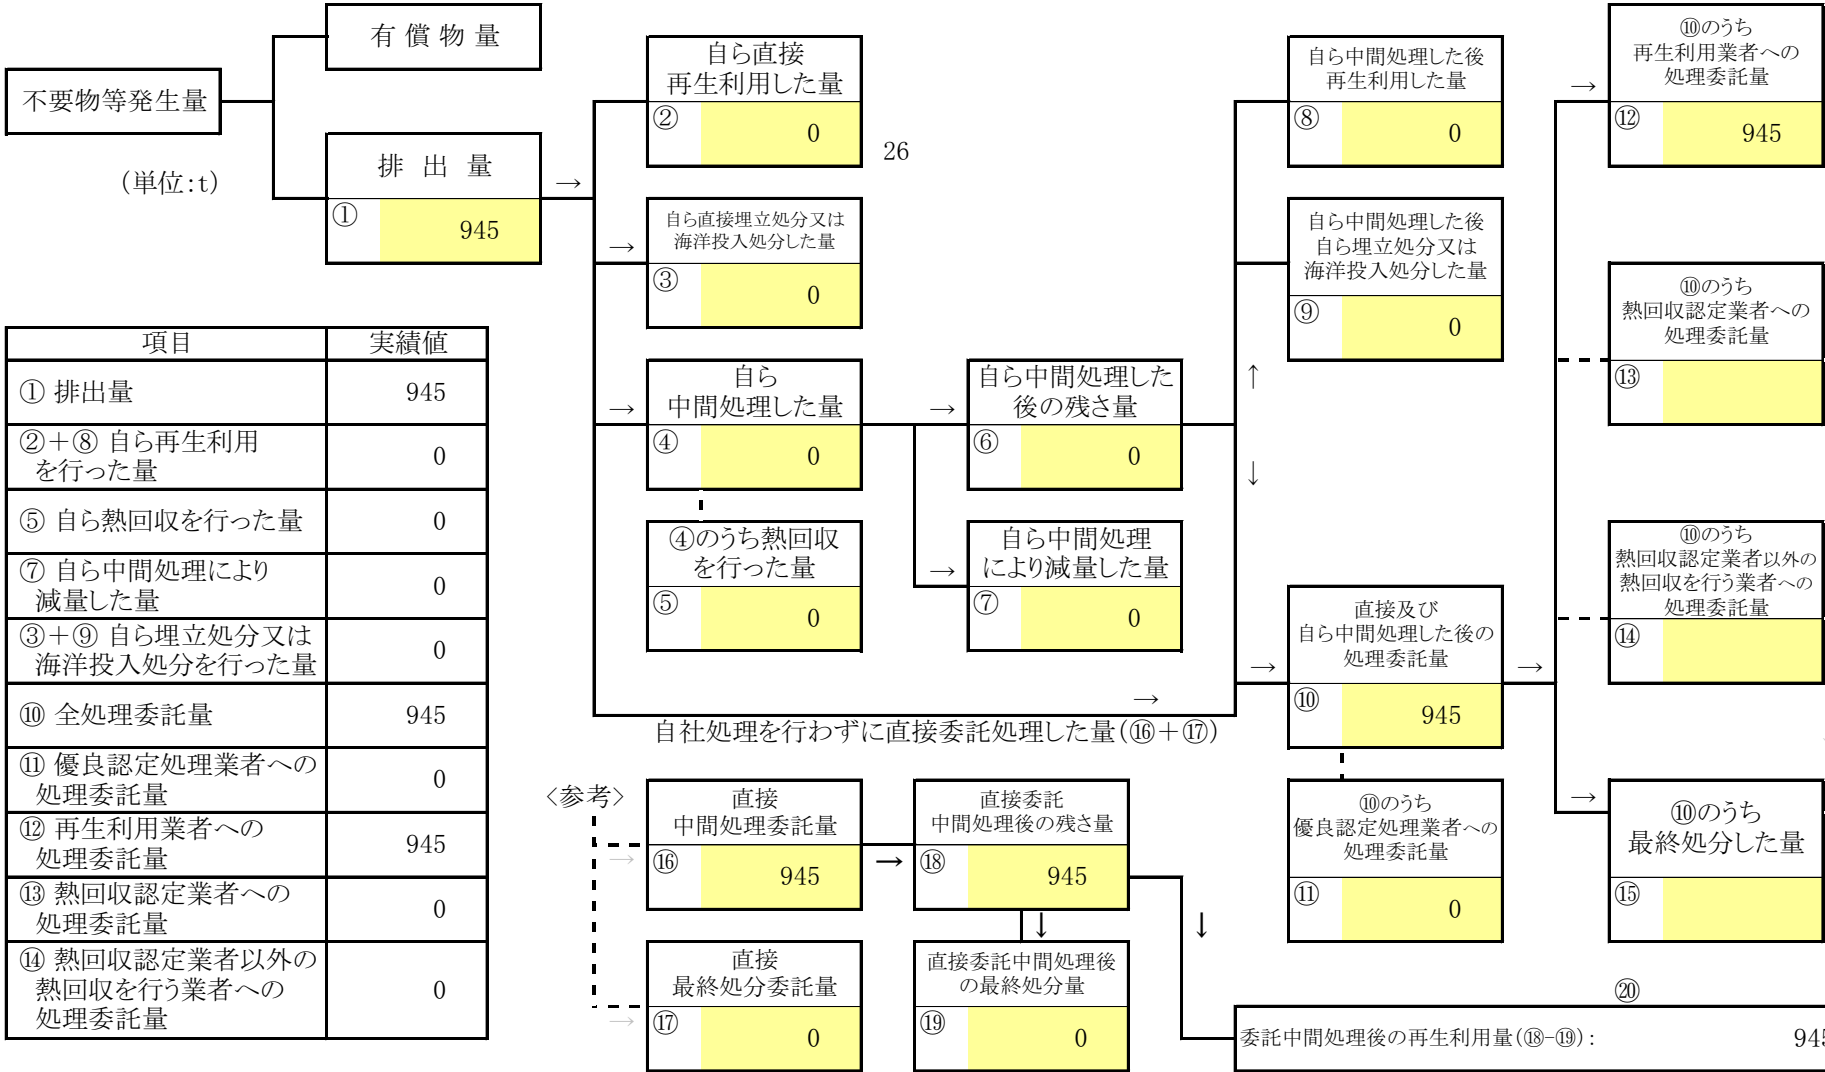 不要物等発生量
有償物量
(単位:t)
排出量
①
945
自ら直接
再生利用した量
②
0
26
自ら直接埋立処分又は
海洋投入処分した量
③
0
自ら
中間処理した量
④
0
④のうち熱回収
を行った量
⑤
0
自ら中間処理した
後の残さ量
⑥
0
自ら中間処理
により減量した量
⑦
0
自ら中間処理した後
再生利用した量
⑧
0
自ら中間処理した後
自ら埋立処分又は
海洋投入処分した量
⑨
0
直接及び
自ら中間処理した後の
処理委託量
⑩
945
⑩のうち
優良認定処理業者への
処理委託量
⑪
0
⑩のうち
再生利用業者への
処理委託量
⑫
945
⑩のうち
熱回収認定業者への
処理委託量
⑬
⑩のうち
熱回収認定業者以外の
熱回収を行う業者への
処理委託量
⑭
⑩のうち
最終処分した量
⑮
自社処理を行わずに直接委託処理した量(⑯+⑰)
<参考>
直接
中間処理委託量
⑯
945
直接
最終処分委託量
⑰
0
直接委託
中間処理後の残さ量
⑱
945
直接委託中間処理後
の最終処分量
⑲
0
⑳
委託中間処理後の再生利用量(⑱-⑲): 945
項目 実績値
① 排出量 945
②+⑧ 自ら再生利用
を行った量 0
⑤ 自ら熱回収を行った量 0
⑦ 自ら中間処理により
減量した量 0
③+⑨ 自ら埋立処分又は
海洋投入処分を行った量 0
⑩ 全処理委託量 945
⑪ 優良認定処理業者への
処理委託量 0
⑫ 再生利用業者への
処理委託量 945
⑬ 熱回収認定業者への
処理委託量 0
⑭ 熱回収認定業者以外の
熱回収を行う業者への
処理委託量 0